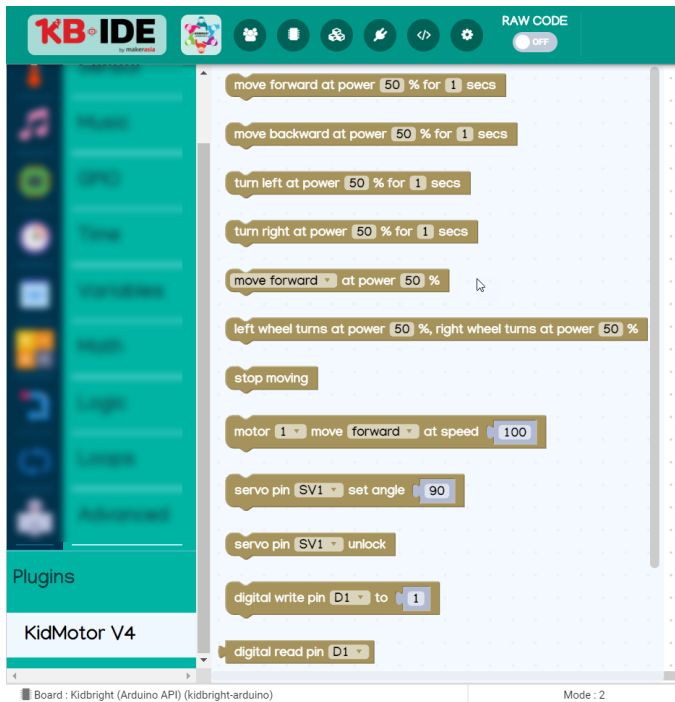 KB IDE
by makerasia
RAW CODE
OFF
Music
GPIO
Time
Variables
Math
Logic
Loops
Advanced
Plugins
KidMotor V4
move forward at power 50 % for 1 secs
move backward at power 50 % for 1 secs
turn left at power 50 % for 1 secs
turn right at power 50 % for 1 secs
move forward at power 50 %
left wheel turns at power 50 %, right wheel turns at power 50 %
stop moving
motor 1 move forward at speed 100
servo pin SV1 set angle 90
servo pin SV1 unlock
digital write pin D1 to 1
digital read pin D1
Board : Kidbright (Arduino API) (kidbright-arduino)
Mode : 2